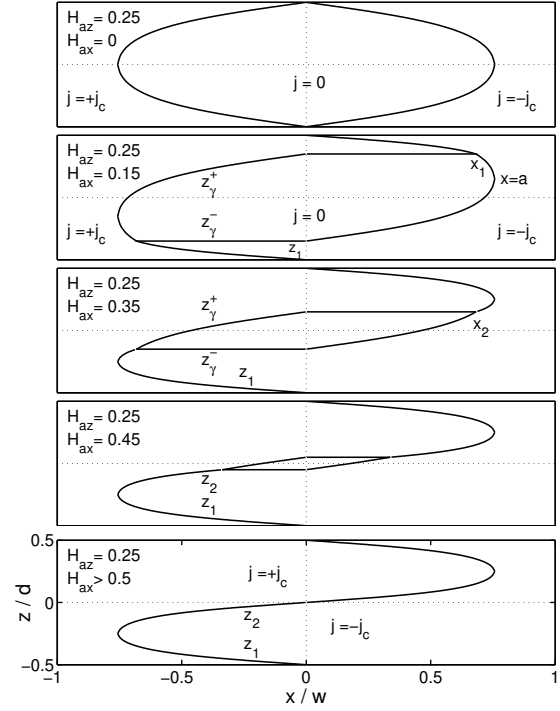 H_az = 0.25
H_ax = 0
j = 0
j =+j_c
j =−j_c
H_az = 0.25
H_ax = 0.15
x_1
z_γ^+
x=a
z_γ^−
j = 0
j =+j_c
j =−j_c
z_1
H_az = 0.25
H_ax = 0.35
z_γ^+
x_2
z_γ^−
z_1
H_az = 0.25
H_ax = 0.45
z_2
z_1
0.5
H_az = 0.25
H_ax > 0.5
j =+j_c
z / d
0
z_2
j =−j_c
z_1
−0.5
−1 −0.5 0 0.5 1
x / w